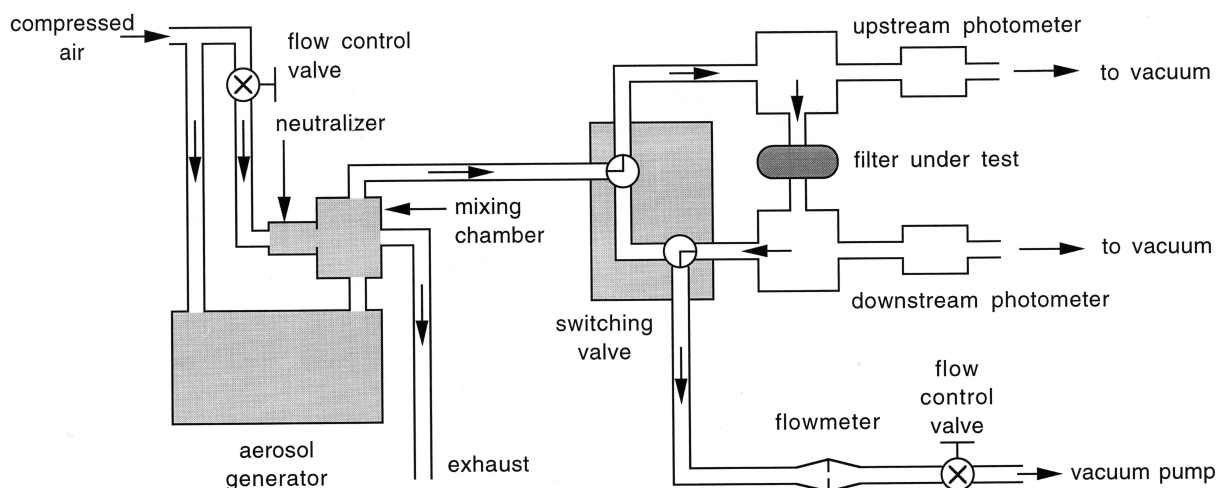 compressed
air
flow control
valve
neutralizer
mixing
chamber
aerosol
generator
exhaust
switching
valve
upstream photometer
to vacuum
filter under test
to vacuum
downstream photometer
flow
control
valve
flowmeter
vacuum pump